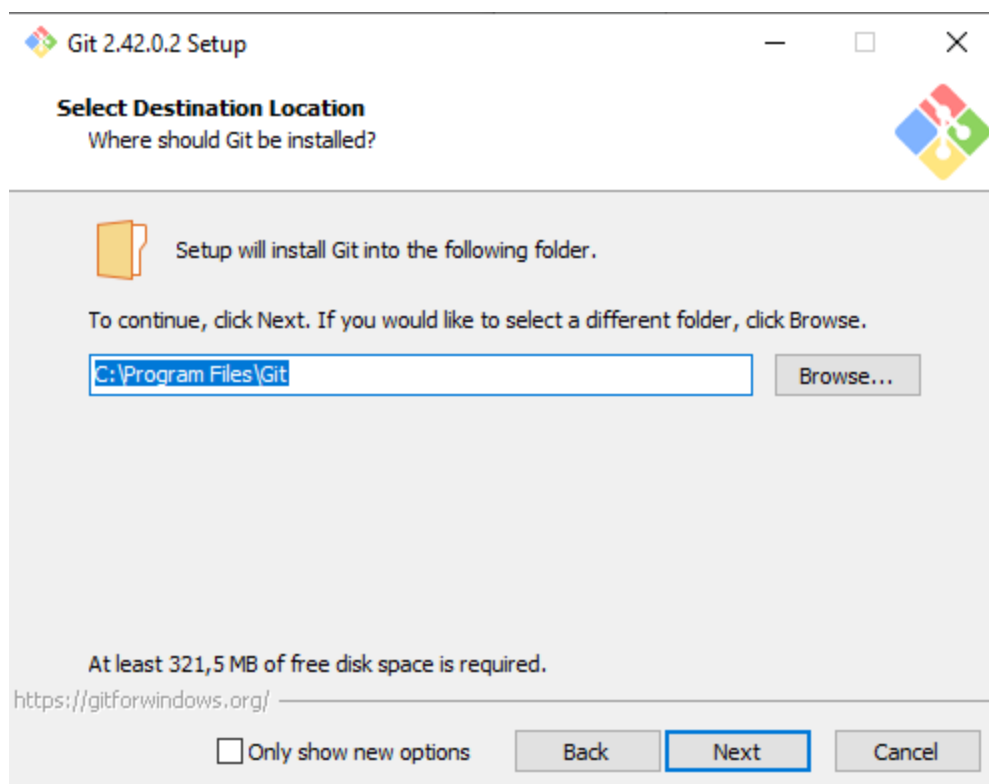 Git 2.42.0.2 Setup
Select Destination Location
Where should Git be installed?
Setup will install Git into the following folder.
To continue, click Next. If you would like to select a different folder, click Browse.
C:\Program Files\Git
Browse...
At least 321,5 MB of free disk space is required.
https://gitforwindows.org/
Only show new options
Back
Next
Cancel